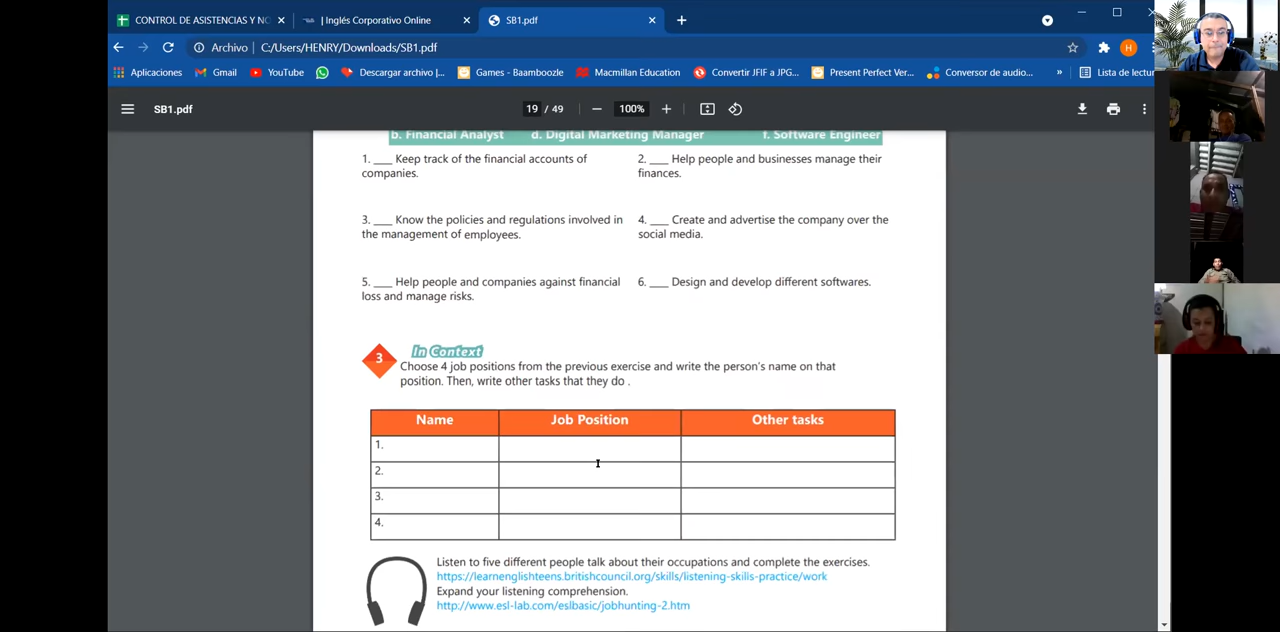 CONTROL DE ASISTENCIAS Y NO
| Inglés Corporativo Online
SB1.pdf
Archivo | C:/Users/HENRY/Downloads/SB1.pdf
H
Aplicaciones
Gmail
YouTube
Descargar archivo |...
Games - Baamboozle
Macmillan Education
Convertir JFIF a JPG...
Present Perfect Ver...
Conversor de audio...
»
Lista de lectur
SB1.pdf
19 / 49
100%
b. Financial Analyst d. Digital Marketing Manager f. Software Engineer
1. ___ Keep track of the financial accounts of
companies.
2. ___ Help people and businesses manage their
finances.
3. ___ Know the policies and regulations involved in
the management of employees.
4. ___ Create and advertise the company over the
social media.
5. ___ Help people and companies against financial
loss and manage risks.
6. ___ Design and develop different softwares.
3
In Context
Choose 4 job positions from the previous exercise and write the person's name on that
position. Then, write other tasks that they do .
Name Job Position Other tasks
1.
2.
3.
4.
Listen to five different people talk about their occupations and complete the exercises.
https://learnenglishteens.britishcouncil.org/skills/listening-skills-practice/work
Expand your listening comprehension.
http://www.esl-lab.com/eslbasic/jobhunting-2.htm